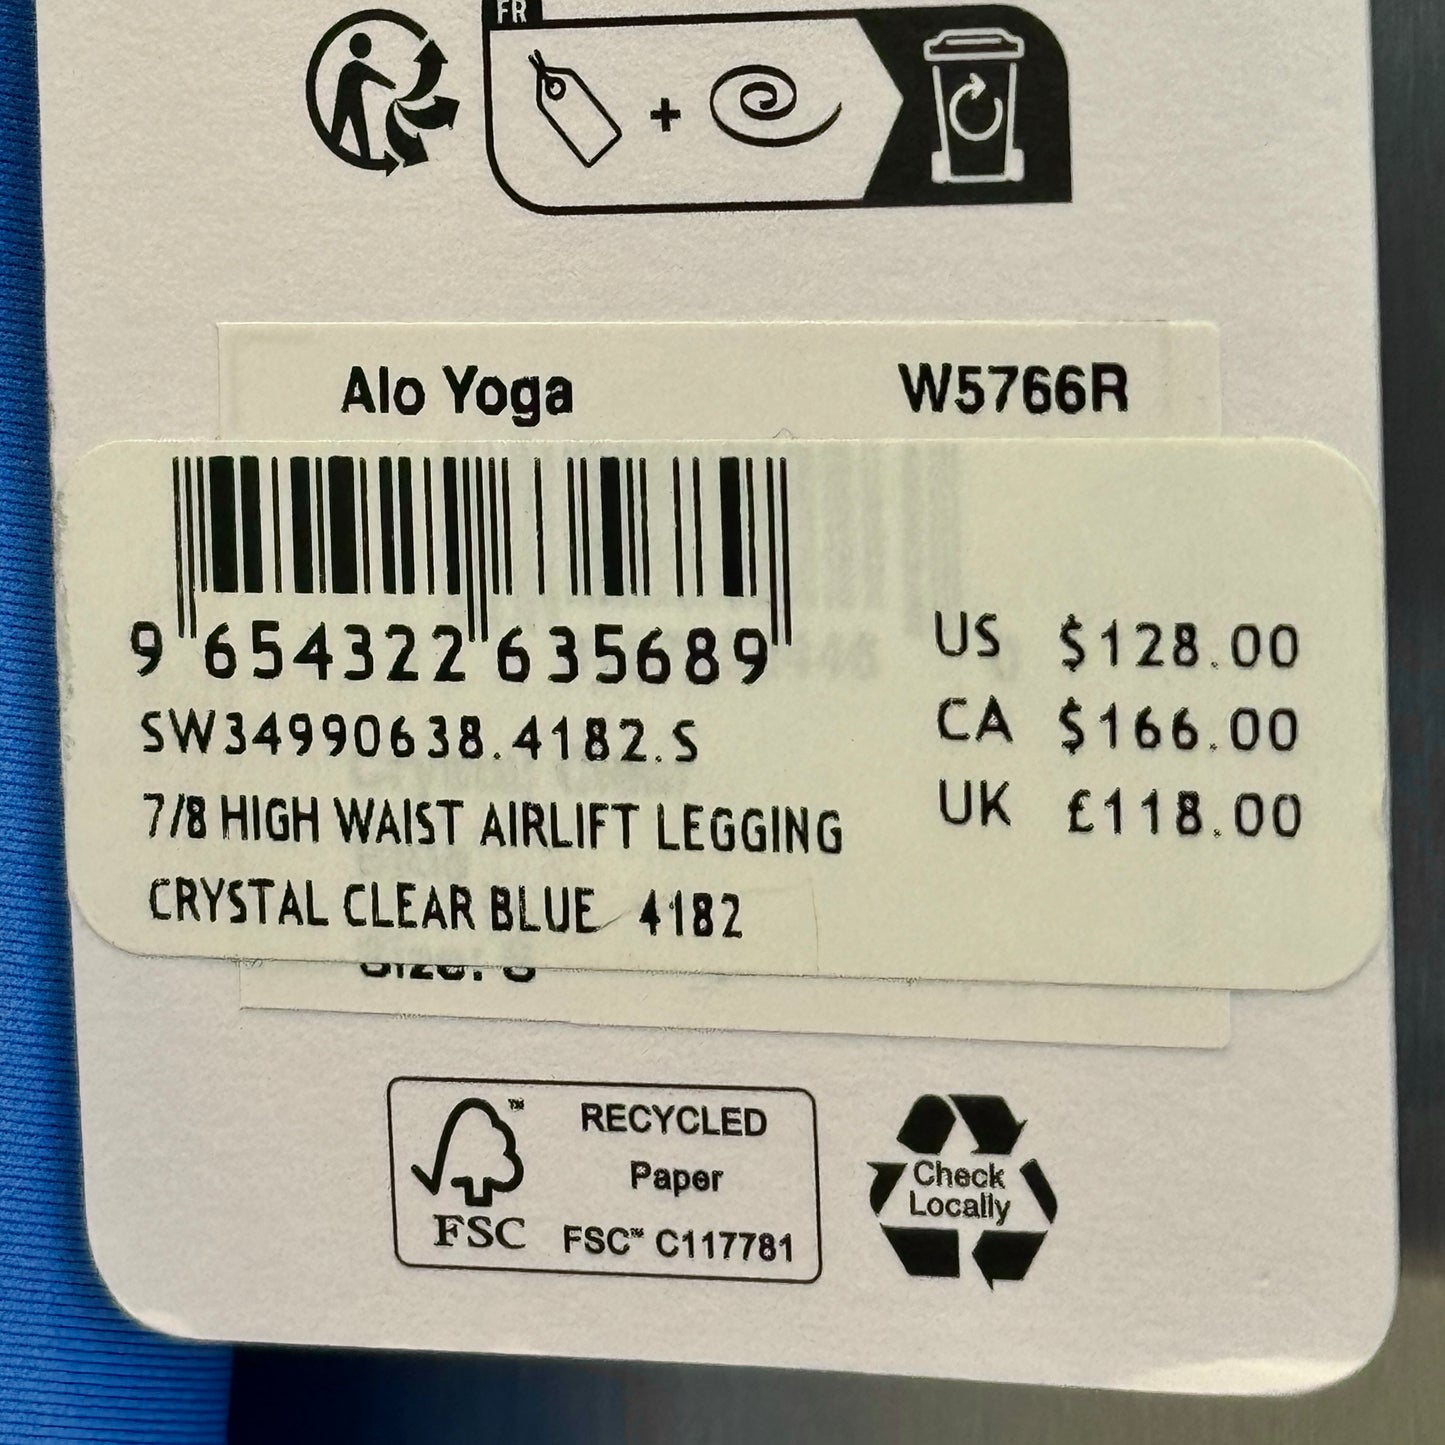 FR
Alo Yoga W5766R
9 654322 635689
US $128.00
SW34990638.4182.S
CA $166.00
7/8 HIGH WAIST AIRLIFT LEGGING
UK £118.00
CRYSTAL CLEAR BLUE 4182
Size: S
FSC
RECYCLED
Paper
FSC™ C117781
Check
Locally